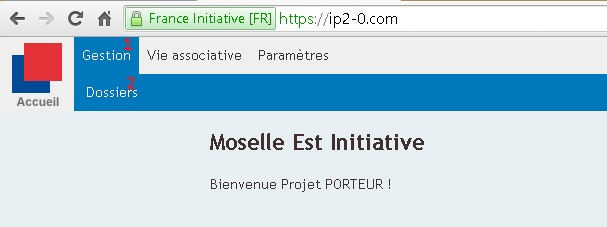 France Initiative [FR] https://ip2-0.com
1
Gestion Vie associative Paramètres
2
Dossiers
Accueil
Moselle Est Initiative
Bienvenue Projet PORTEUR !